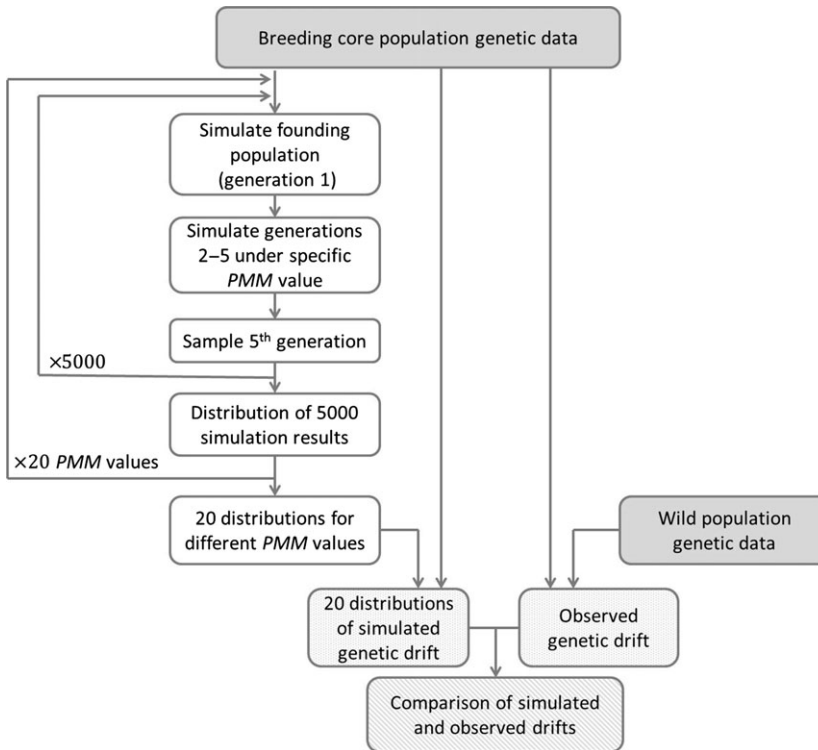 Breeding core population genetic data
Simulate founding
population
(generation 1)
Simulate generations
2–5 under specific
PMM value
Sample 5th generation
×5000
Distribution of 5000
simulation results
×20 PMM values
20 distributions for
different PMM values
Wild population
genetic data
20 distributions
of simulated
genetic drift
Observed
genetic drift
Comparison of simulated
and observed drifts